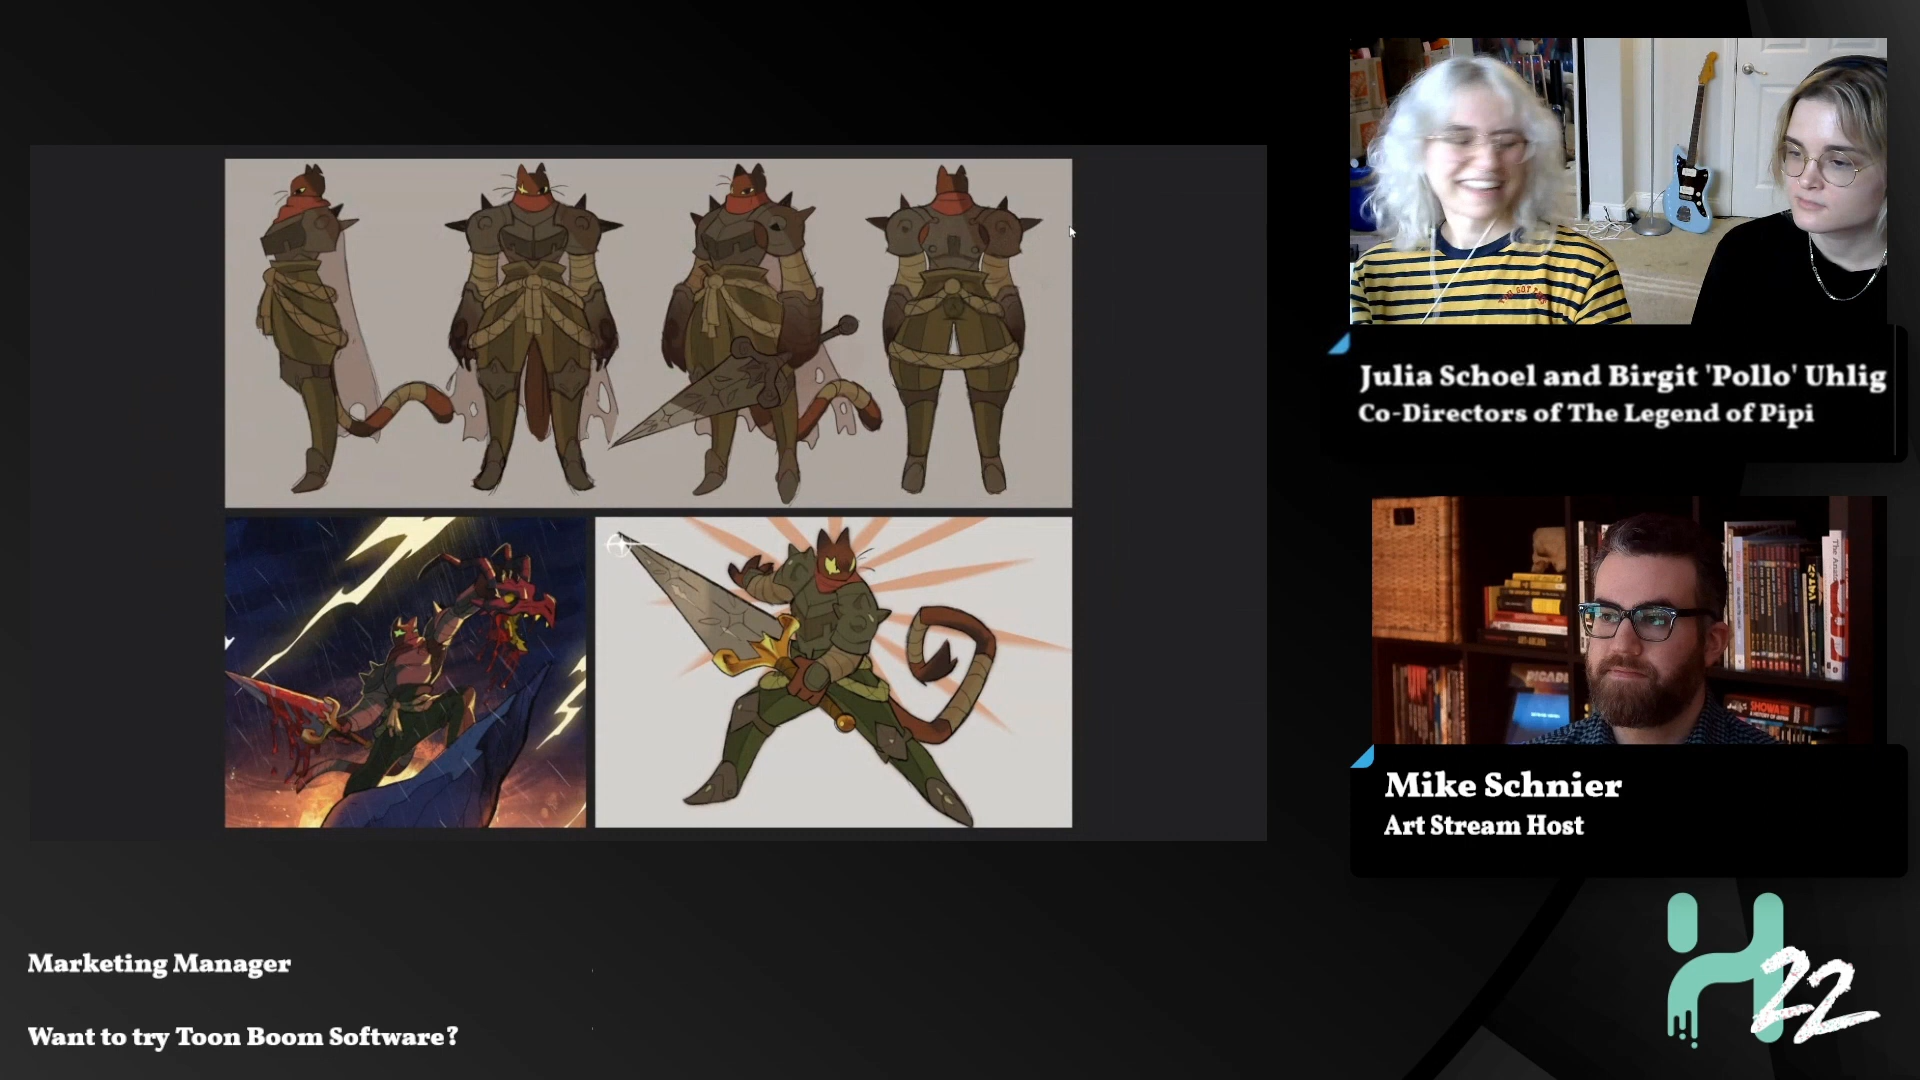 Julia Schoel and Birgit 'Pollo' Uhlig
Co-Directors of The Legend of Pipi
SHOWA
Mike Schnier
Art Stream Host
22
Marketing Manager
Want to try Toon Boom Software?